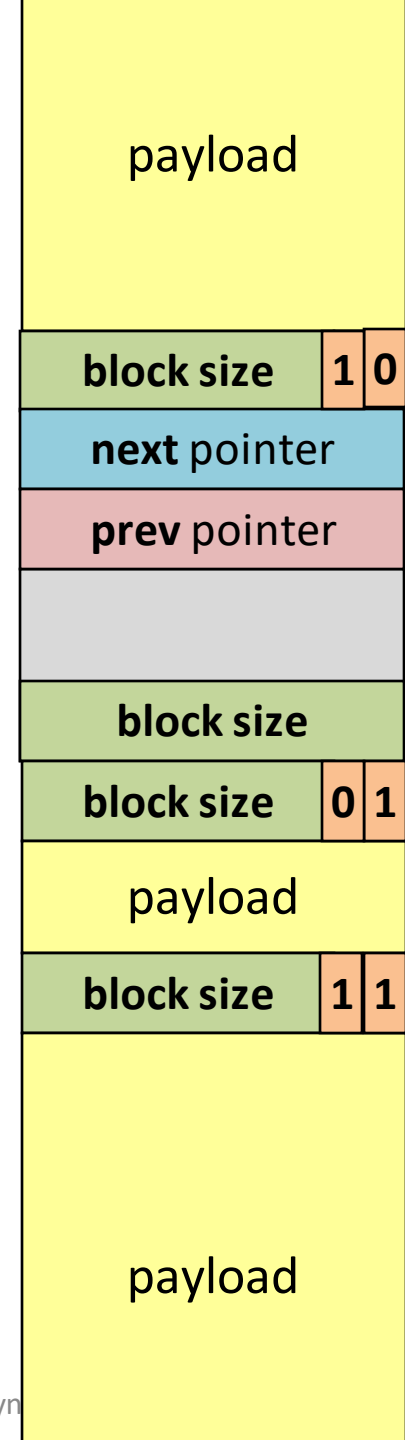 payload
block size 1 0
next pointer
prev pointer
block size
block size 0 1
payload
block size 1 1
payload
yn